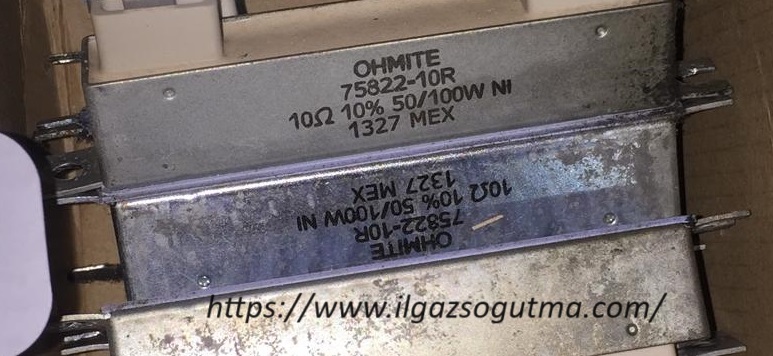 OHMITE
75822-10R
10Ω 10% 50/100W NI
1327 MEX
OHMITE
75822-10R
10Ω 10% 50/100W NI
1327 MEX
https://www.ilgazsogutma.com/